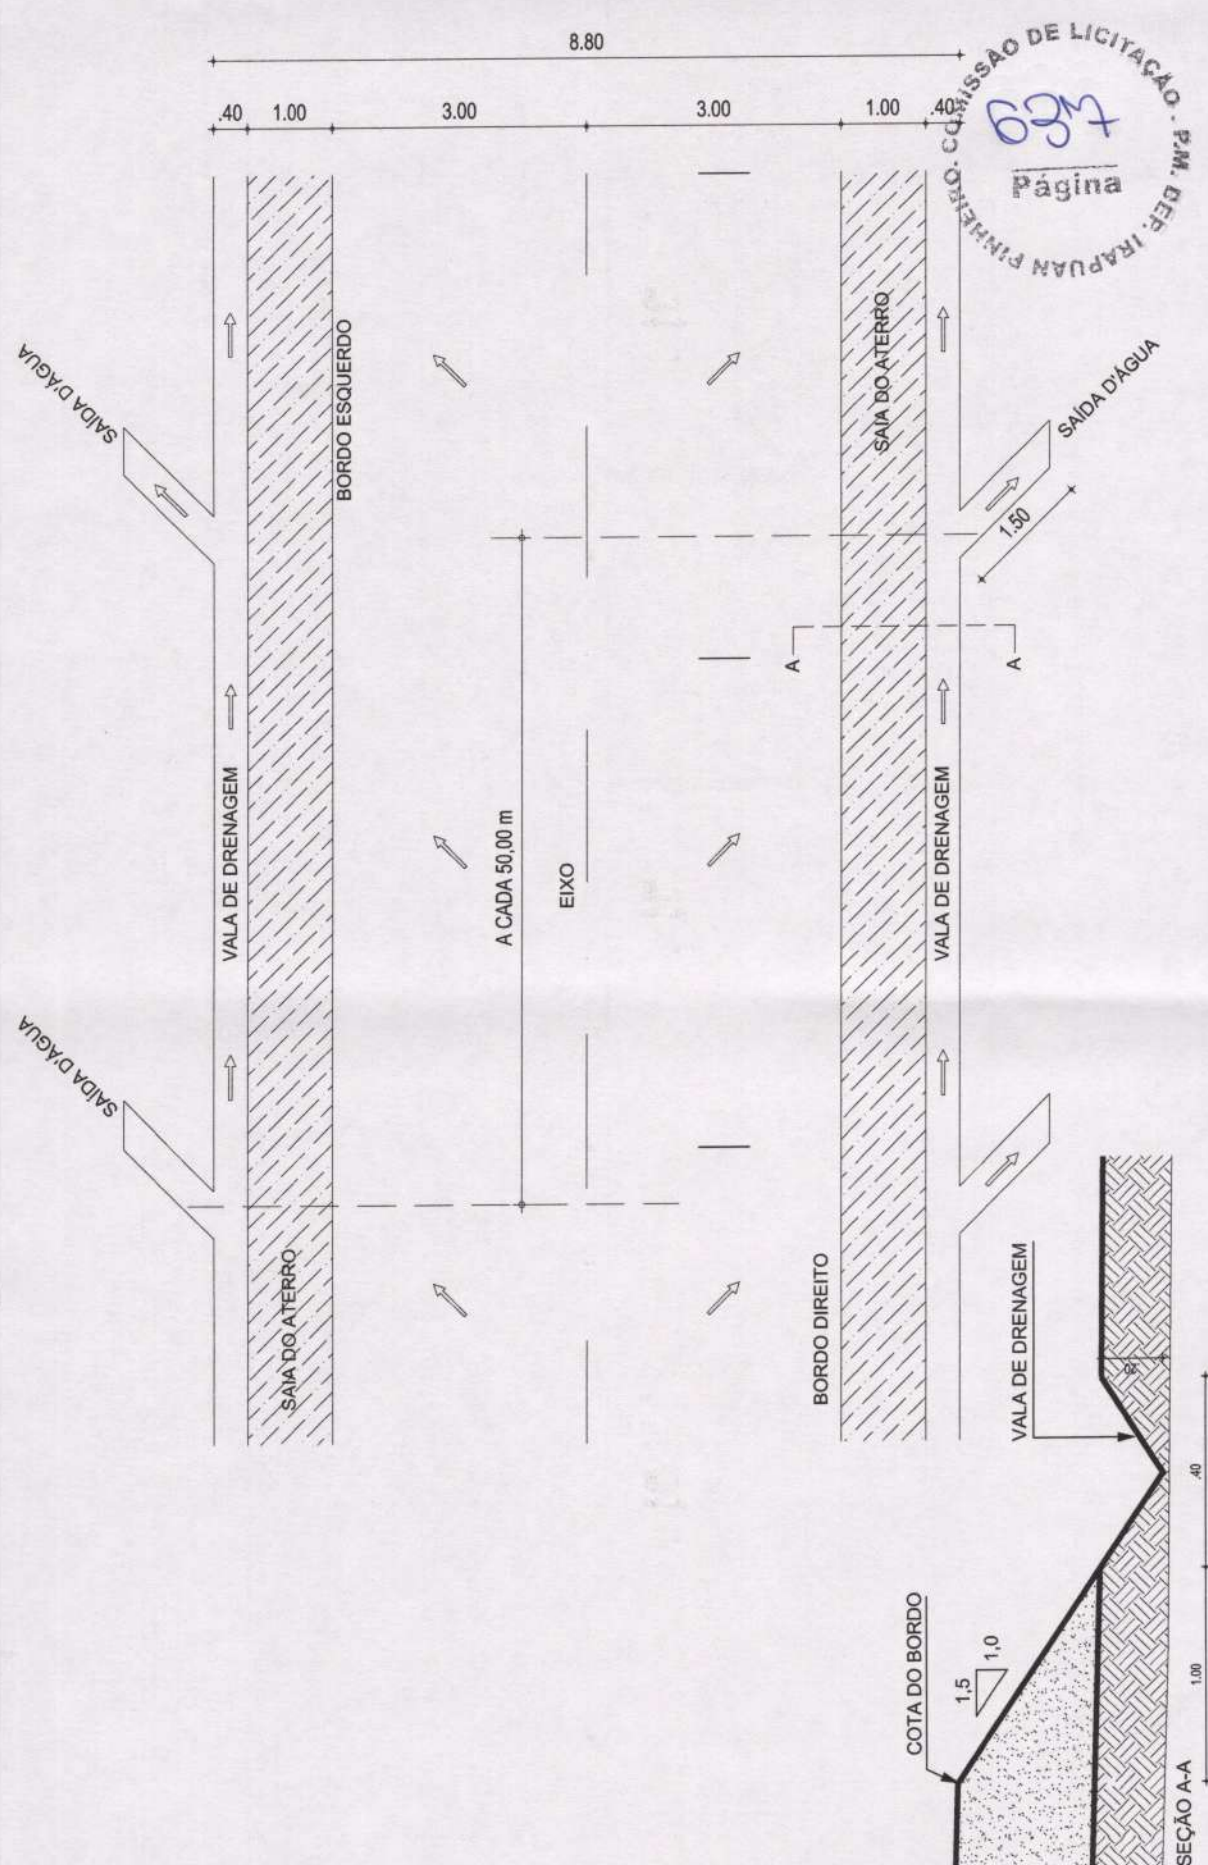 8.80
.40
1.00
3.00
3.00
1.00
.40
COMISSÃO DE LICITAÇÃO - P.M. DEP. IRAPUAN PINHEIRO.
637
Página
SAÍDA D'ÁGUA
BORDO ESQUERDO
SAIA DO ATERRO
SAÍDA D'ÁGUA
1.50
A
A
VALA DE DRENAGEM
A CADA 50,00 m
EIXO
VALA DE DRENAGEM
SAÍDA D'ÁGUA
SAIA DO ATERRO
BORDO DIREITO
VALA DE DRENAGEM
.40
COTA DO BORDO
1,5
1,0
1.00
SEÇÃO A-A